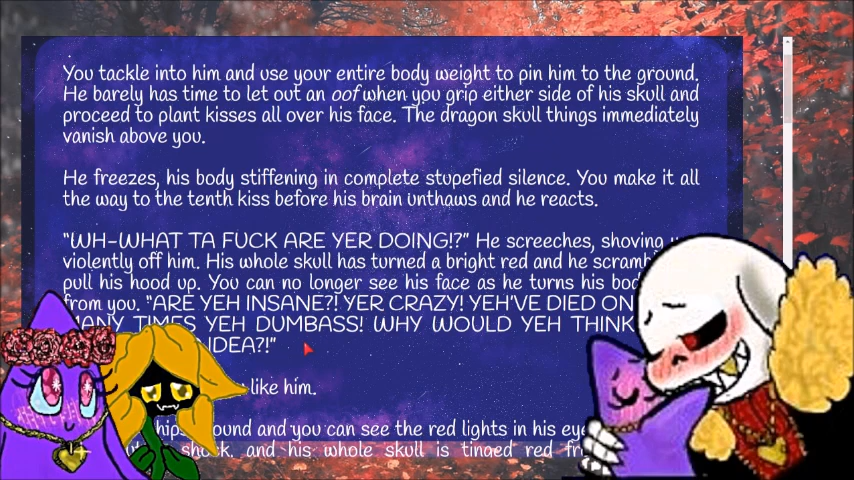 You tackle into him and use your entire body weight to pin him to the ground.
He barely has time to let out an oof when you grip either side of his skull and
proceed to plant kisses all over his face. The dragon skull things immediately
vanish above you.
He freezes, his body stiffening in complete stupefied silence. You make it all
the way to the tenth kiss before his brain unthaws and he reacts.
"WH-WHAT TA FUCK ARE YER DOING!?" He screeches, shoving
violently off him. His whole skull has turned a bright red and he
pull his hood up. You can no longer see his face as he turns his
from you. "ARE YEH INSANE?! YER CRAZY! YEH'VE DIED ON
MANY TIMES YEH DUMBASS! WHY WOULD YEH THINK
IDEA?!"
like him.
ound and you can see the red lights in his
shock, and his whole skull is tinged red